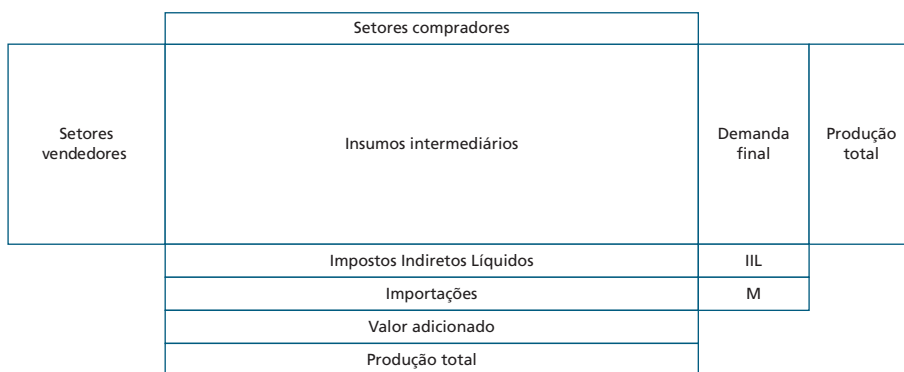 Setores compradores
Setores
vendedores
Insumos intermediários
Demanda
final
Produção
total
Impostos Indiretos Líquidos
IIL
Importações
M
Valor adicionado
Produção total